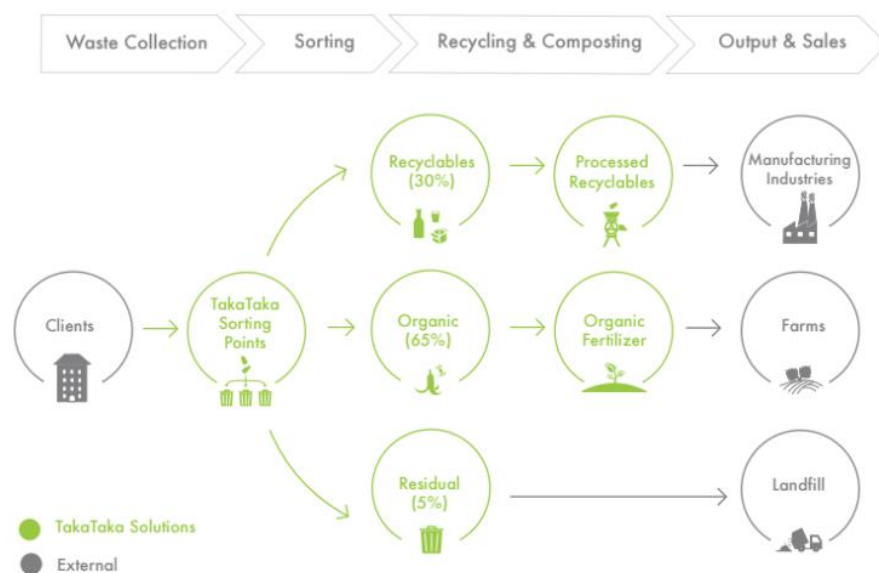 Waste Collection
Sorting
Recycling & Composting
Output & Sales
Recyclables
(30%)
Processed
Recyclables
Manufacturing
Industries
Clients
TakaTaka
Sorting
Points
Organic
(65%)
Organic
Fertilizer
Farms
Residual
(5%)
Landfill
TakaTaka Solutions
External